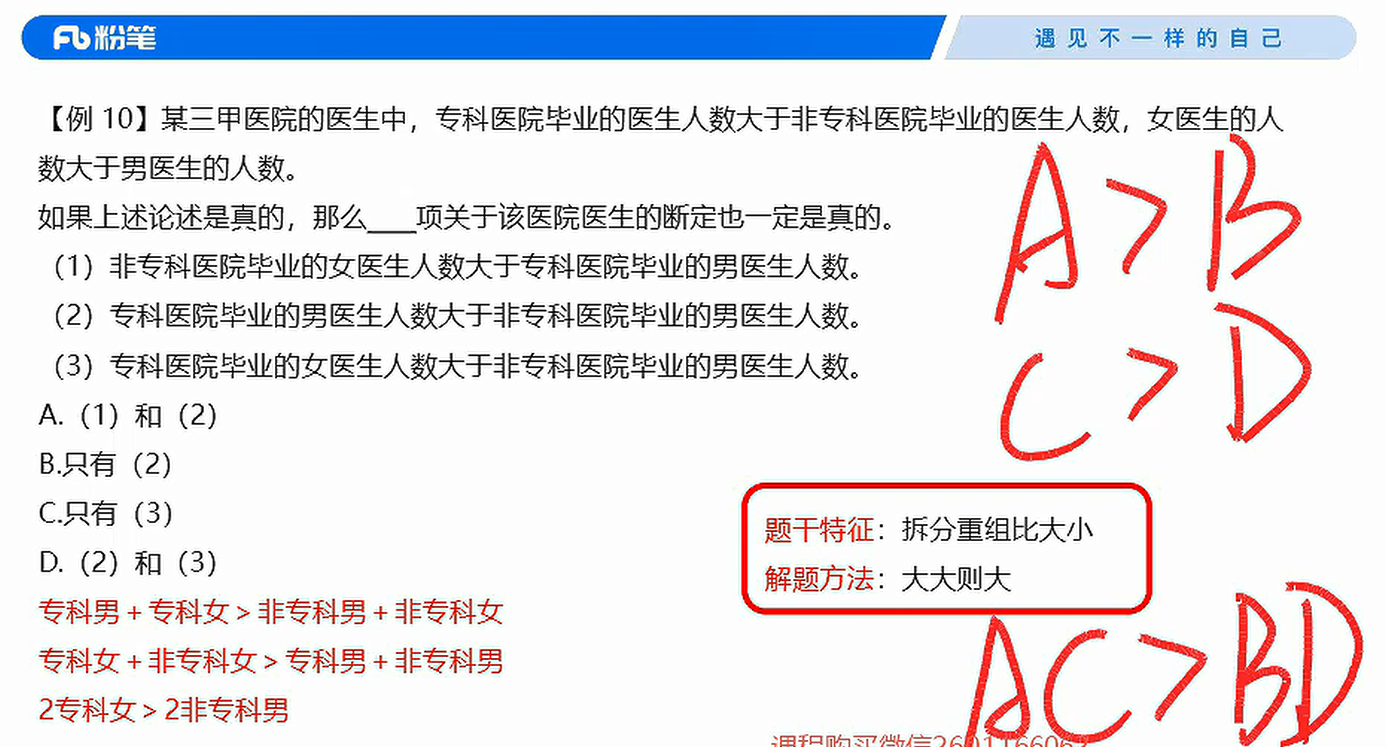 粉笔
遇见不一样的自己
【例 10】某三甲医院的医生中，专科医院毕业的医生人数大于非专科医院毕业的医生人数，女医生的人
数大于男医生的人数。
如果上述论述是真的，那么___项关于该医院医生的断定也一定是真的。
（1）非专科医院毕业的女医生人数大于专科医院毕业的男医生人数。
（2）专科医院毕业的男医生人数大于非专科医院毕业的男医生人数。
（3）专科医院毕业的女医生人数大于非专科医院毕业的男医生人数。
A.（1）和（2）
B.只有（2）
C.只有（3）
D.（2）和（3）
专科男 + 专科女 > 非专科男 + 非专科女
专科女 + 非专科女 > 专科男 + 非专科男
2专科女 > 2非专科男
A > B
C > D
题干特征：拆分重组比大小
解题方法：大大则大
AC > BD
课程购买微信